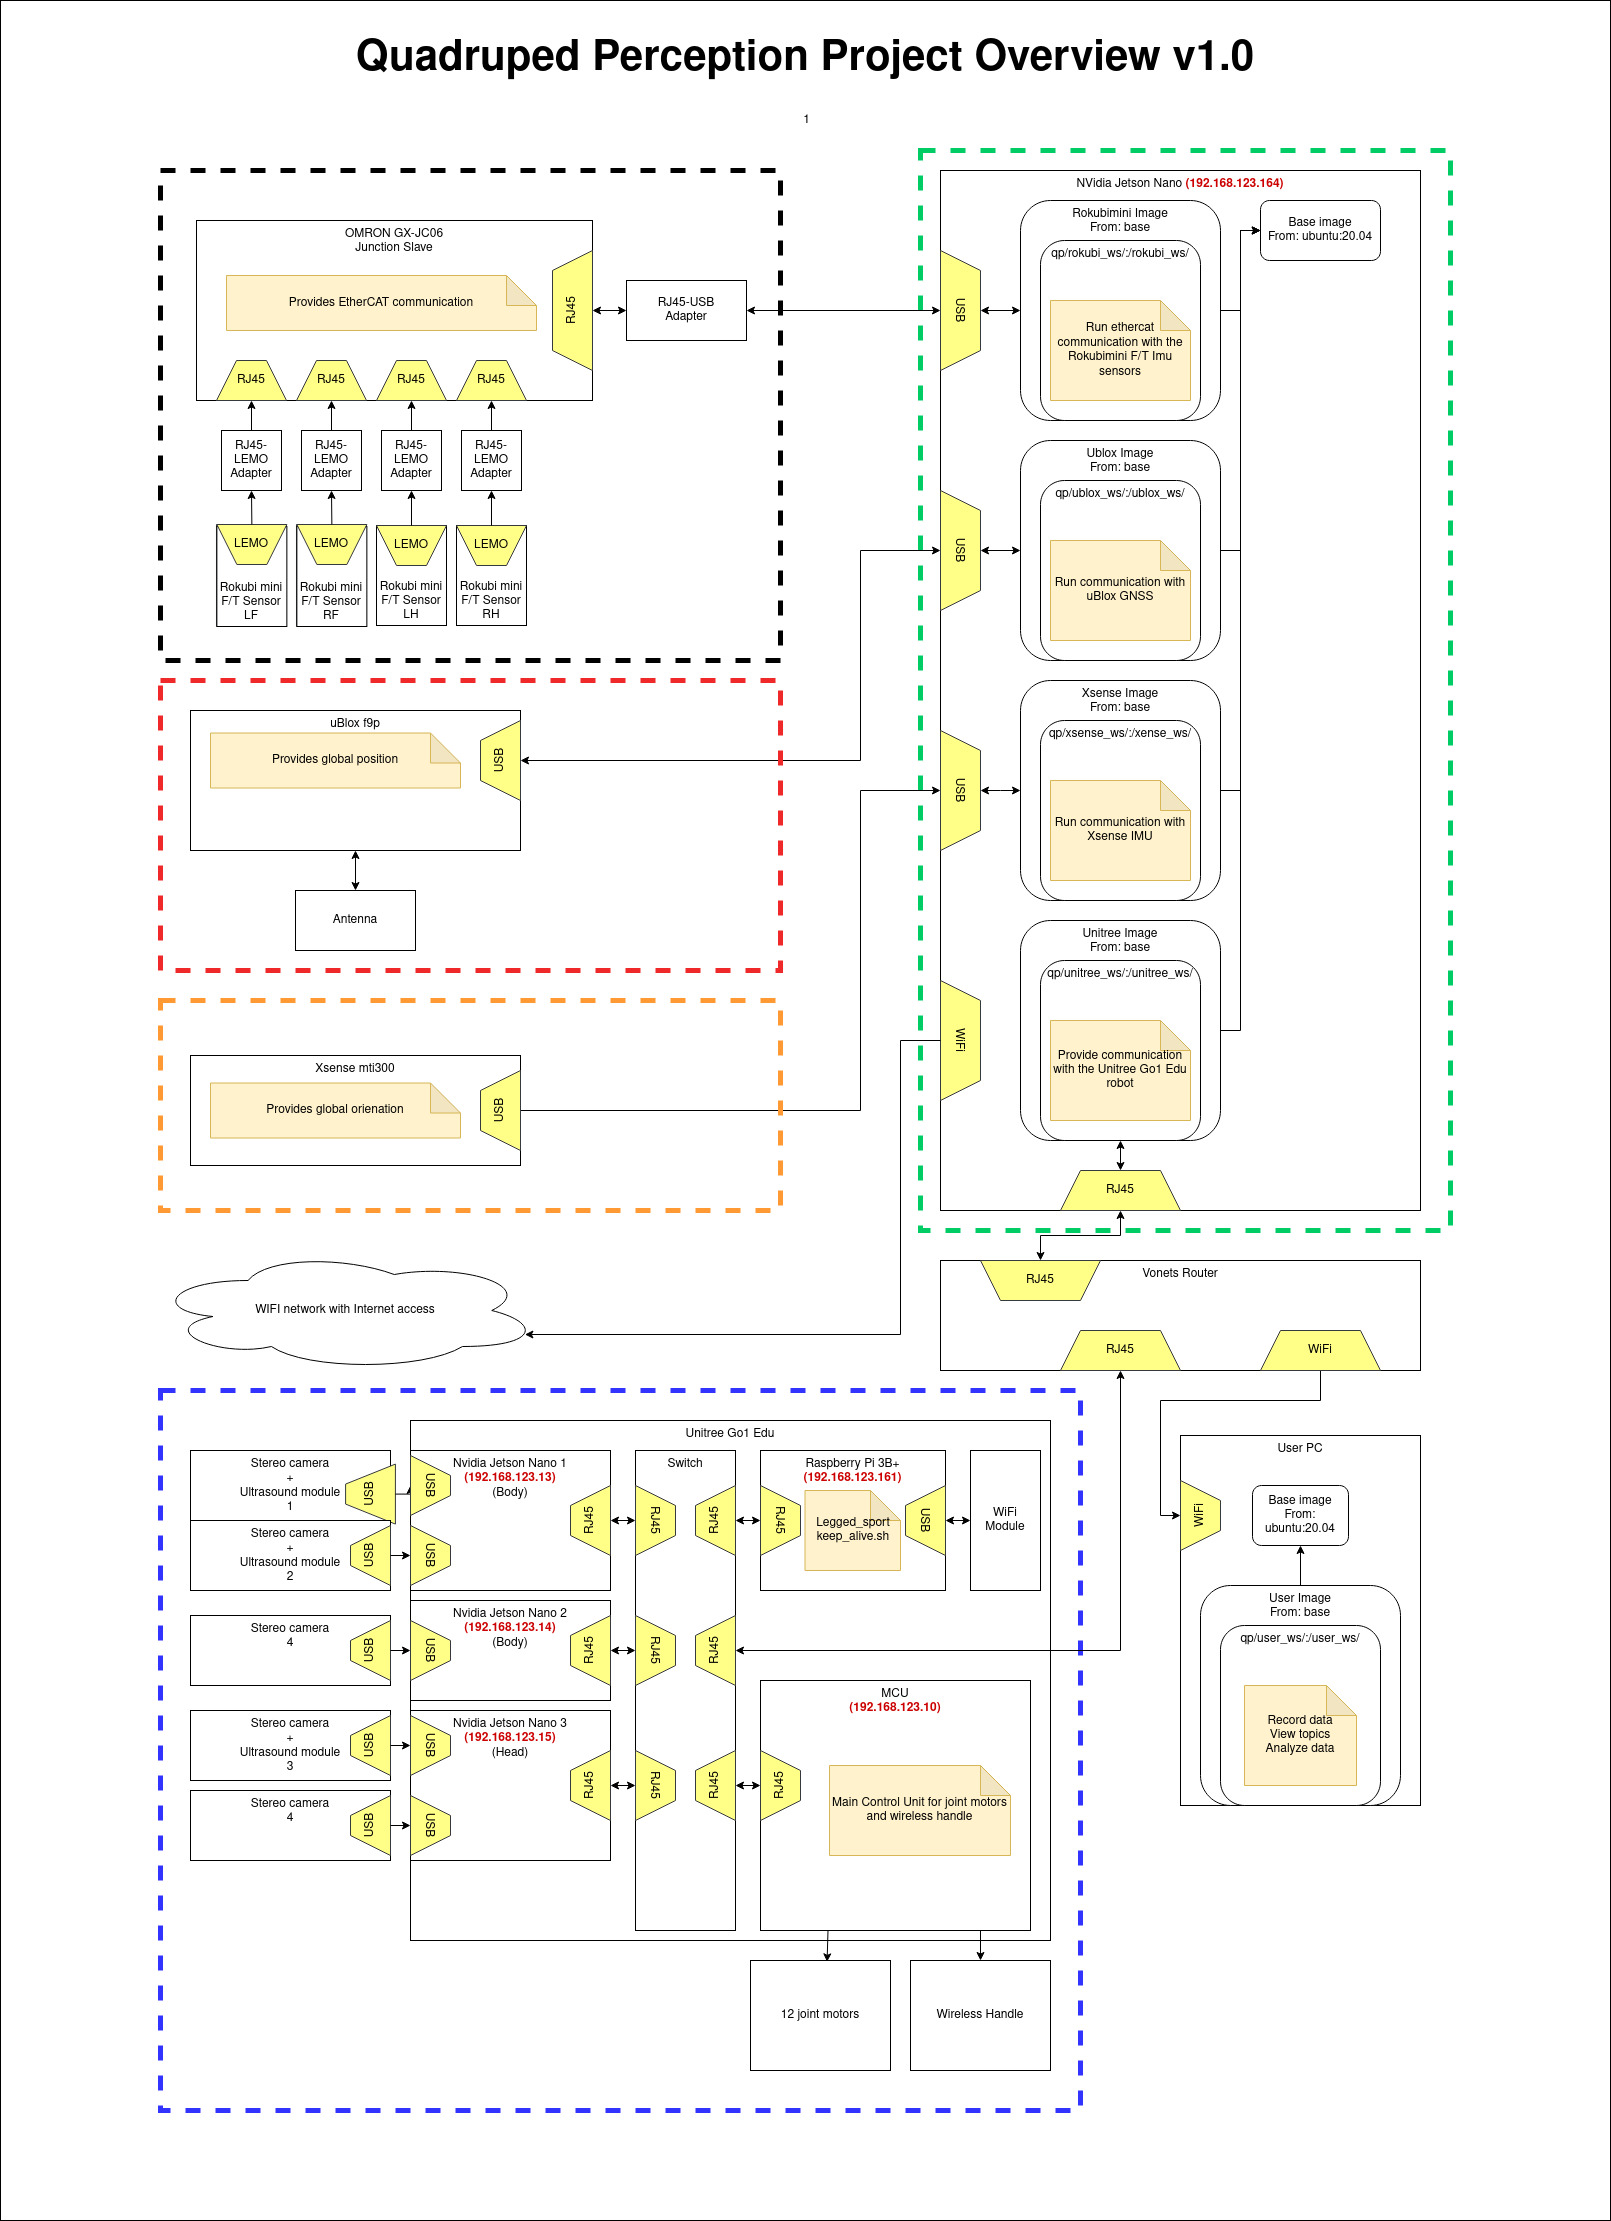 Quadruped Perception Project Overview v1.0
1
OMRON GX-JC06
Junction Slave
Provides EtherCAT communication
RJ45
RJ45-USB
Adapter
RJ45
RJ45
RJ45
RJ45
RJ45-
LEMO
Adapter
RJ45-
LEMO
Adapter
RJ45-
LEMO
Adapter
RJ45-
LEMO
Adapter
LEMO
Rokubi mini
F/T Sensor
LF
LEMO
Rokubi mini
F/T Sensor
RF
LEMO
Rokubi mini
F/T Sensor
LH
LEMO
Rokubi mini
F/T Sensor
RH
uBlox f9p
Provides global position
USB
Antenna
Xsense mti300
Provides global orienation
USB
WIFI network with Internet access
NVidia Jetson Nano (192.168.123.164)
USB
Rokubimini Image
From: base
qp/rokubi_ws/:/rokubi_ws/
Run ethercat
communication with the
Rokubimini F/T Imu
sensors
Base image
From: ubuntu:20.04
USB
Ublox Image
From: base
qp/ublox_ws/:/ublox_ws/
Run communication with
uBlox GNSS
USB
Xsense Image
From: base
qp/xsense_ws/:/xense_ws/
Run communication with
Xsense IMU
WiFi
Unitree Image
From: base
qp/unitree_ws/:/unitree_ws/
Provide communication
with the Unitree Go1 Edu
robot
RJ45
RJ45
Vonets Router
RJ45
WiFi
Unitree Go1 Edu
Stereo camera
+
Ultrasound module
1
USB
Stereo camera
+
Ultrasound module
2
USB
Stereo camera
4
USB
Stereo camera
+
Ultrasound module
3
USB
Stereo camera
4
USB
USB
Nvidia Jetson Nano 1
(192.168.123.13)
(Body)
USB
RJ45
USB
Nvidia Jetson Nano 2
(192.168.123.14)
(Body)
RJ45
USB
Nvidia Jetson Nano 3
(192.168.123.15)
(Head)
USB
RJ45
Switch
RJ45
RJ45
RJ45
RJ45
RJ45
RJ45
Raspberry Pi 3B+
(192.168.123.161)
RJ45
Legged_sport
keep_alive.sh
USB
WiFi
Module
MCU
(192.168.123.10)
RJ45
Main Control Unit for joint motors
and wireless handle
12 joint motors
Wireless Handle
User PC
WiFi
Base image
From:
ubuntu:20.04
User Image
From: base
qp/user_ws/:/user_ws/
Record data
View topics
Analyze data